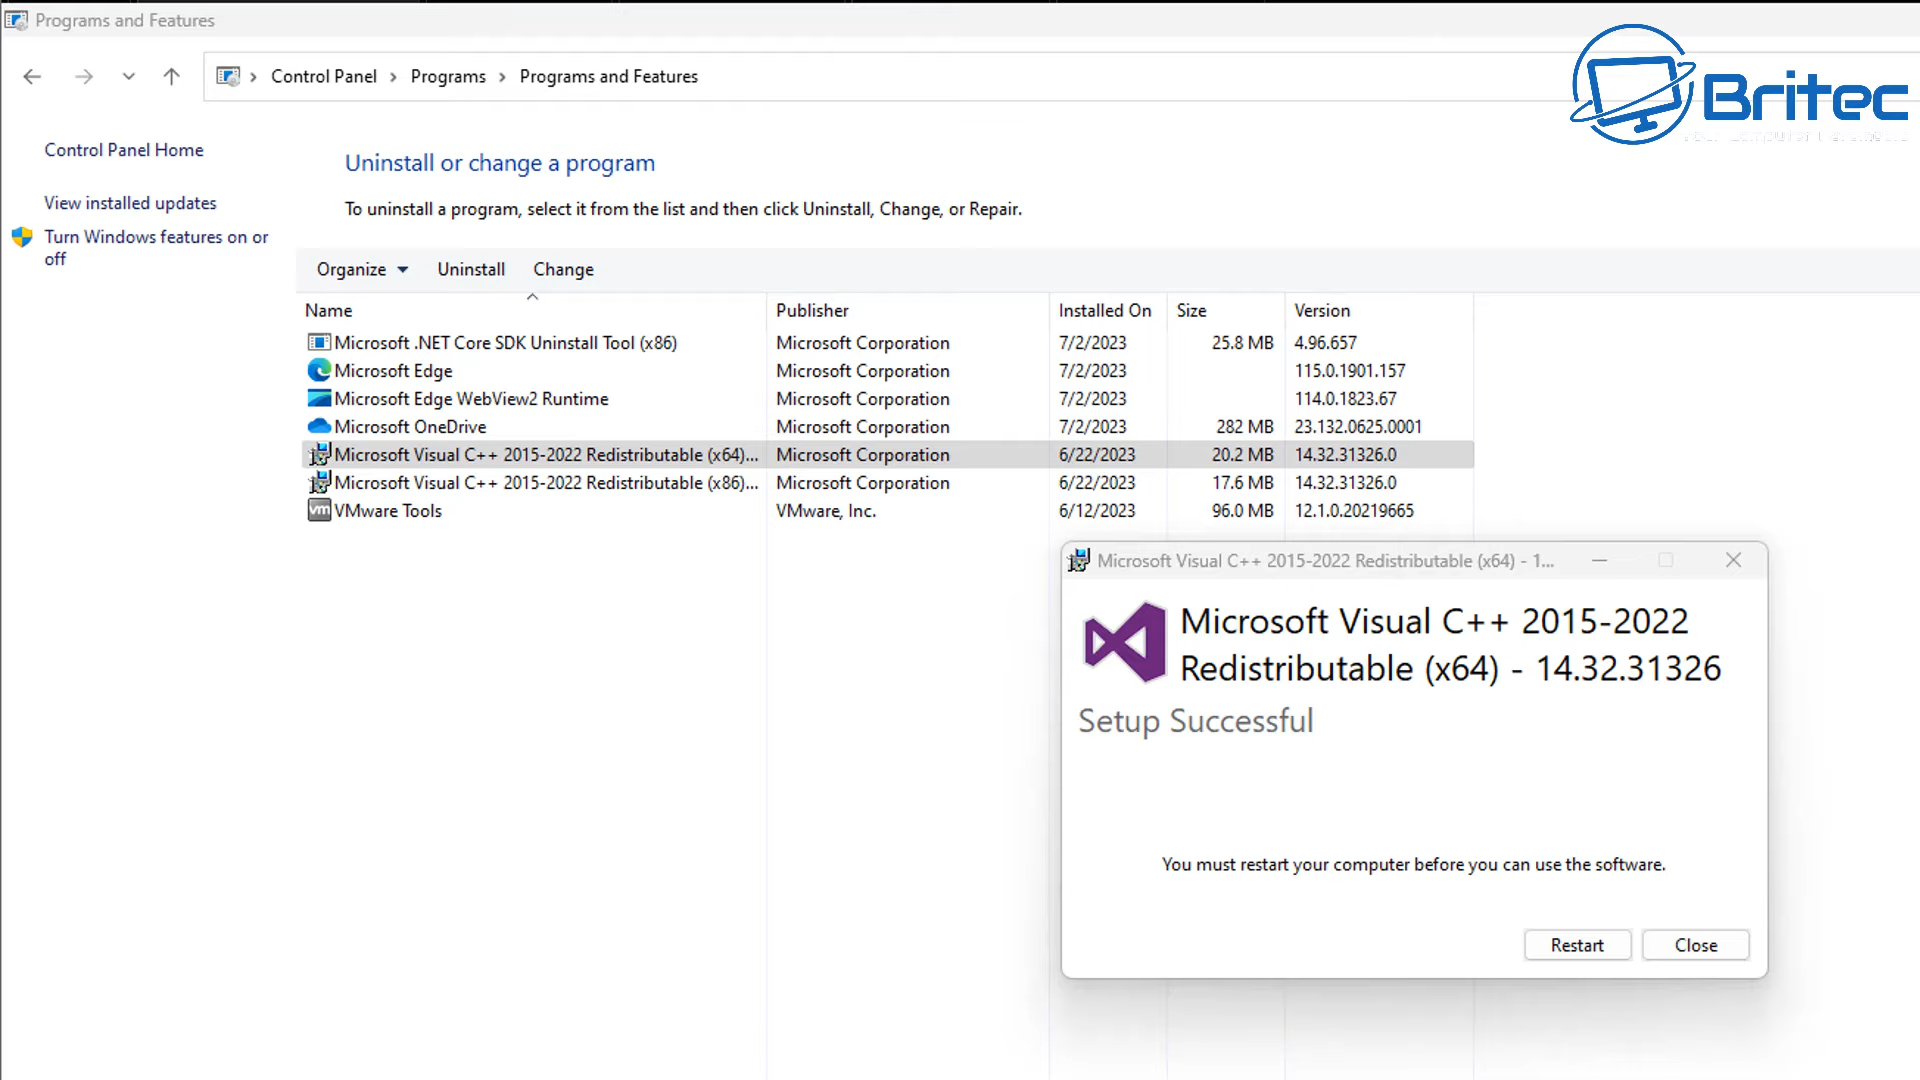 Programs and Features
Control Panel > Programs > Programs and Features
Britec
Control Panel Home
View installed updates
Turn Windows features on or
off
Uninstall or change a program
To uninstall a program, select it from the list and then click Uninstall, Change, or Repair.
Organize Uninstall Change
Name Publisher Installed On Size Version
Microsoft .NET Core SDK Uninstall Tool (x86) Microsoft Corporation 7/2/2023 25.8 MB 4.96.657
Microsoft Edge Microsoft Corporation 7/2/2023 115.0.1901.157
Microsoft Edge WebView2 Runtime Microsoft Corporation 7/2/2023 114.0.1823.67
Microsoft OneDrive Microsoft Corporation 7/2/2023 282 MB 23.132.0625.0001
Microsoft Visual C++ 2015-2022 Redistributable (x64)... Microsoft Corporation 6/22/2023 20.2 MB 14.32.31326.0
Microsoft Visual C++ 2015-2022 Redistributable (x86)... Microsoft Corporation 6/22/2023 17.6 MB 14.32.31326.0
vm VMware Tools VMware, Inc. 6/12/2023 96.0 MB 12.1.0.20219665
Microsoft Visual C++ 2015-2022 Redistributable (x64) - 1...
Microsoft Visual C++ 2015-2022
Redistributable (x64) - 14.32.31326
Setup Successful
You must restart your computer before you can use the software.
Restart Close